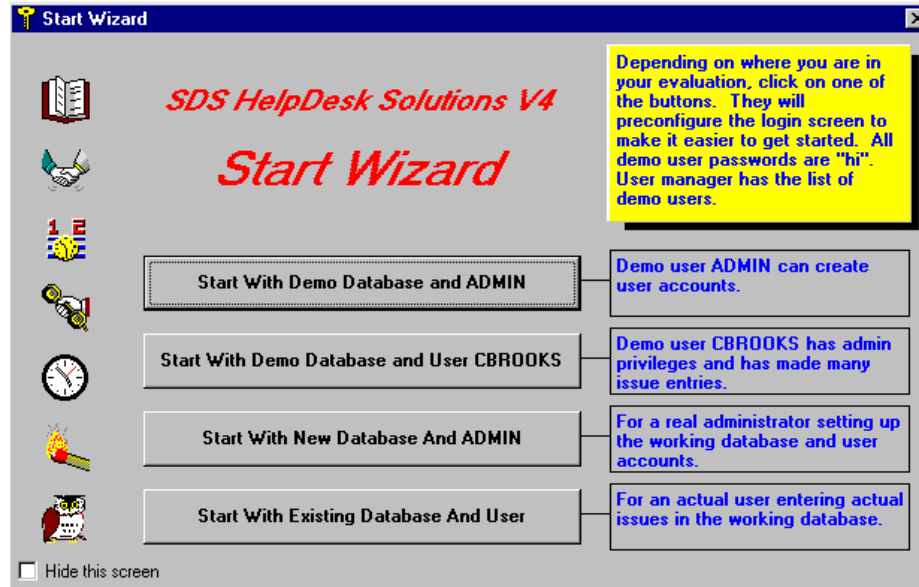 Start Wizard
SDS HelpDesk Solutions V4
Start Wizard
Depending on where you are in
your evaluation, click on one of
the buttons. They will
preconfigure the login screen to
make it easier to get started. All
demo user passwords are "hi".
User manager has the list of
demo users.
1 2
Start With Demo Database and ADMIN
Demo user ADMIN can create
user accounts.
Start With Demo Database and User CBROOKS
Demo user CBROOKS has admin
privileges and has made many
issue entries.
Start With New Database And ADMIN
For a real administrator setting up
the working database and user
accounts.
Start With Existing Database And User
For an actual user entering actual
issues in the working database.
Hide this screen